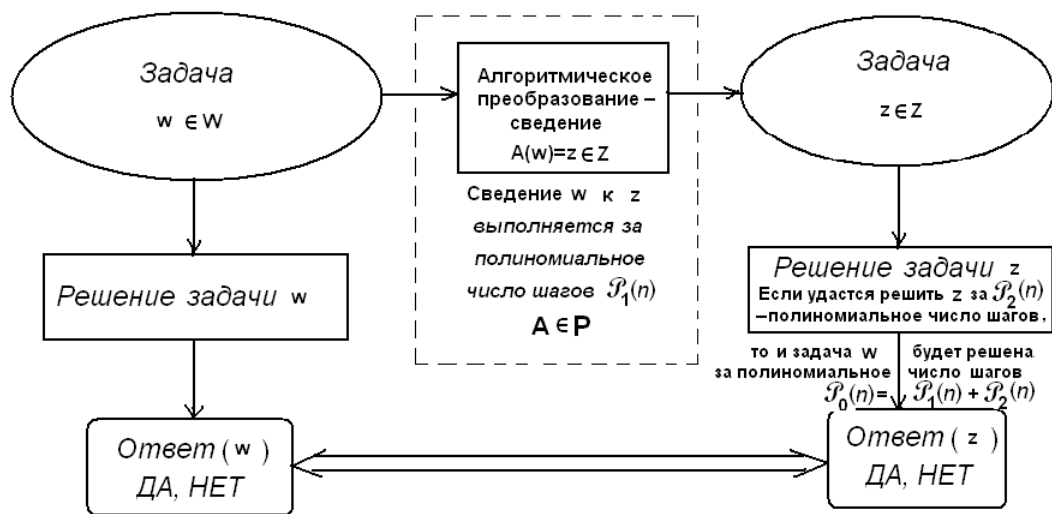 Задача
w ∈ W
Алгоритмическое
преобразование –
сведение
A(w)=z∈Z
Сведение w к z
выполняется за
полиномиальное
число шагов 𝒫₁(n)
A ∈ P
Задача
z∈Z
Решение задачи w
Решение задачи z
Если удастся решить z за 𝒫₂(n)
–полиномиальное число шагов,
то и задача w будет решена
за полиномиальное число шагов
𝒫₀(n)= 𝒫₁(n) + 𝒫₂(n)
Ответ (w)
ДА, НЕТ
Ответ (z)
ДА, НЕТ